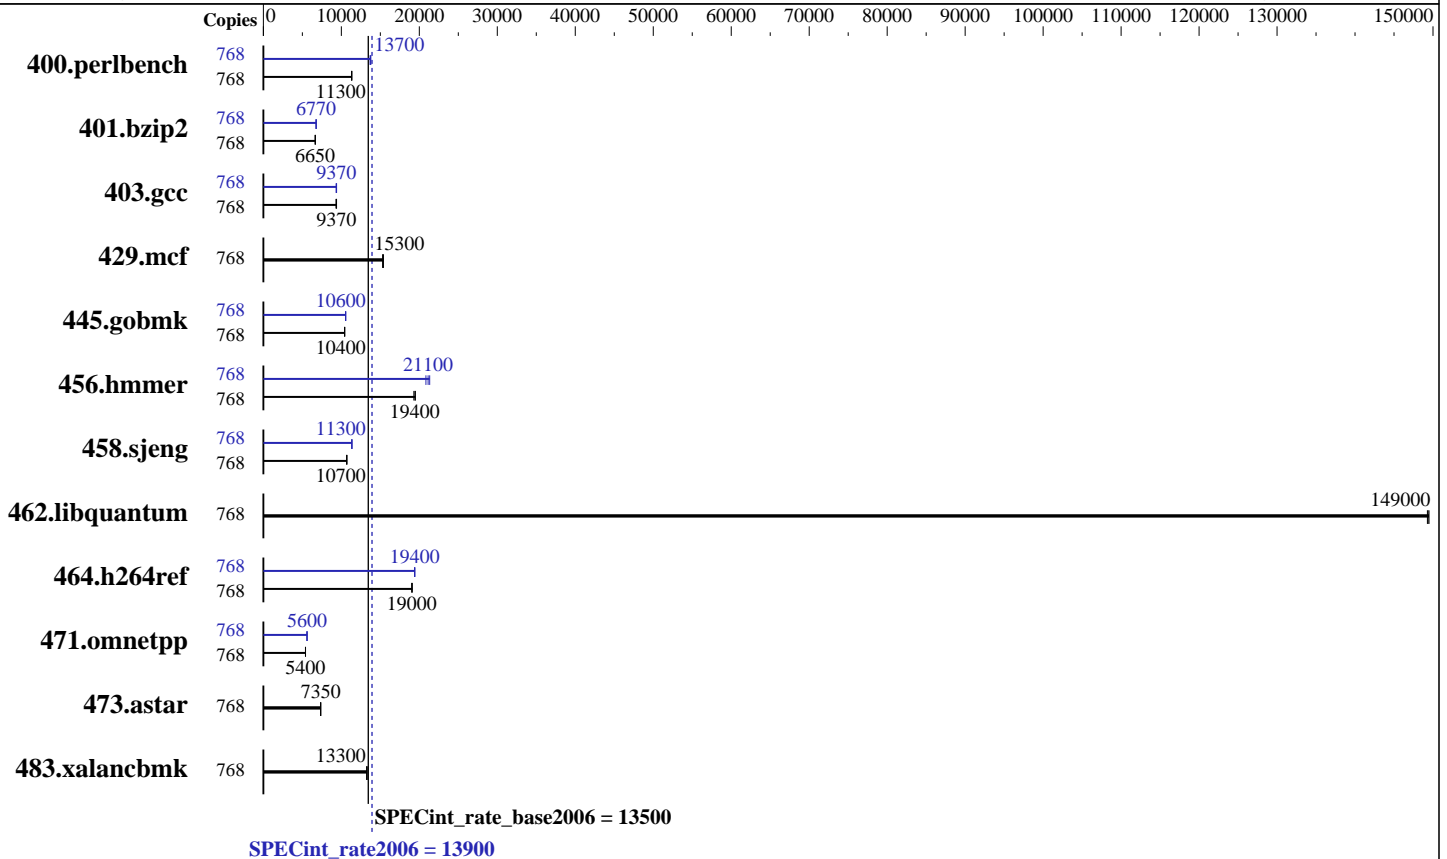 Copies 0 10000 20000 30000 40000 50000 60000 70000 80000 90000 100000 110000 120000 130000 150000
400.perlbench 768 13700
768 11300
401.bzip2 768 6770
768 6650
403.gcc 768 9370
768 9370
429.mcf 768 15300
445.gobmk 768 10600
768 10400
456.hmmer 768 21100
768 19400
458.sjeng 768 11300
768 10700
462.libquantum 768 149000
464.h264ref 768 19400
768 19000
471.omnetpp 768 5600
768 5400
473.astar 768 7350
483.xalancbmk 768 13300
SPECint_rate_base2006 = 13500
SPECint_rate2006 = 13900